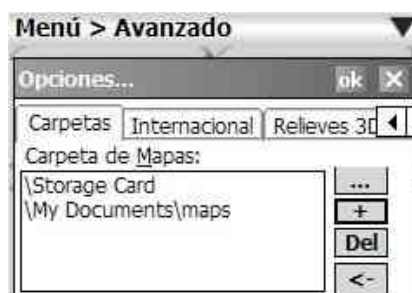 Menú > Avanzado
Opciones... ok
Carpetas Internacional Relieves 3D
Carpeta de Mapas:
\Storage Card
\My Documents\maps
...
+
Del
<-